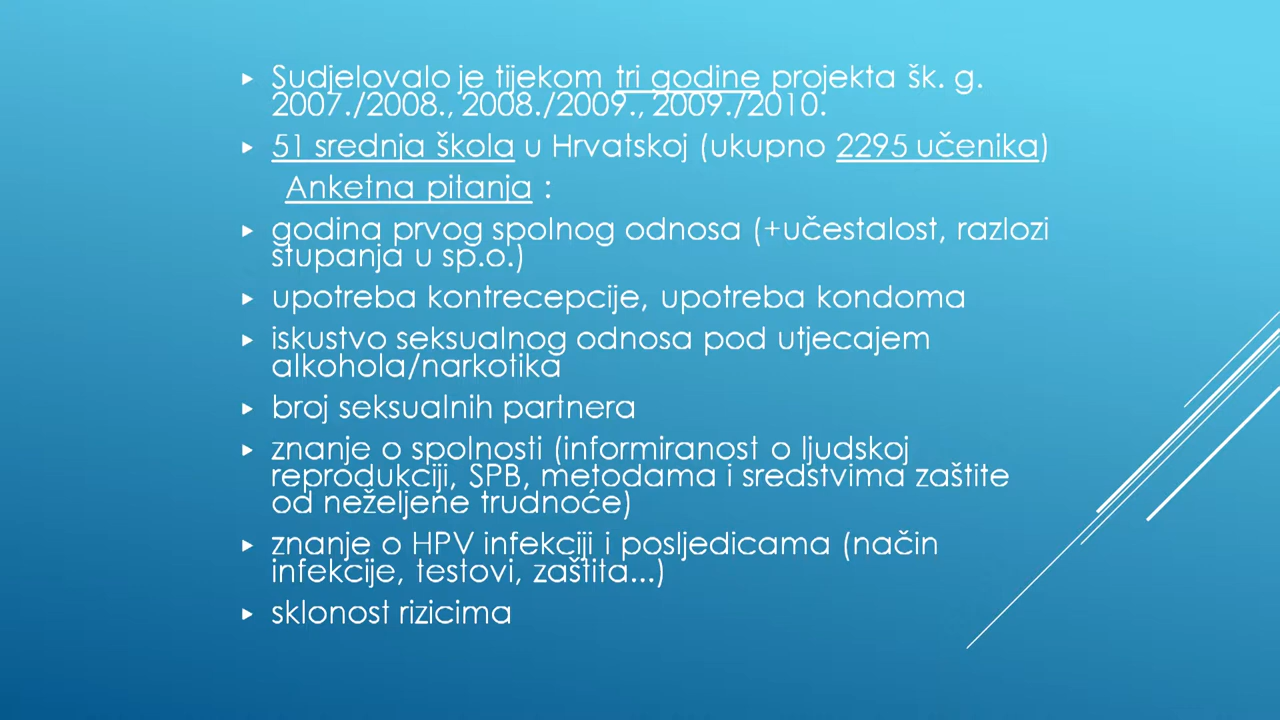 Sudjelovalo je tijekom tri godine projekta šk. g.
2007./2008., 2008./2009., 2009./2010.
51 srednja škola u Hrvatskoj (ukupno 2295 učenika)
Anketna pitanja :
godina prvog spolnog odnosa (+učestalost, razlozi
stupanja u sp.o.)
upotreba kontrecepcije, upotreba kondoma
iskustvo seksualnog odnosa pod utjecajem
alkohola/narkotika
broj seksualnih partnera
znanje o spolnosti (informiranost o ljudskoj
reprodukciji, SPB, metodama i sredstvima zaštite
od neželjene trudnoće)
znanje o HPV infekciji i posljedicama (način
infekcije, testovi, zaštita...)
sklonost rizicima